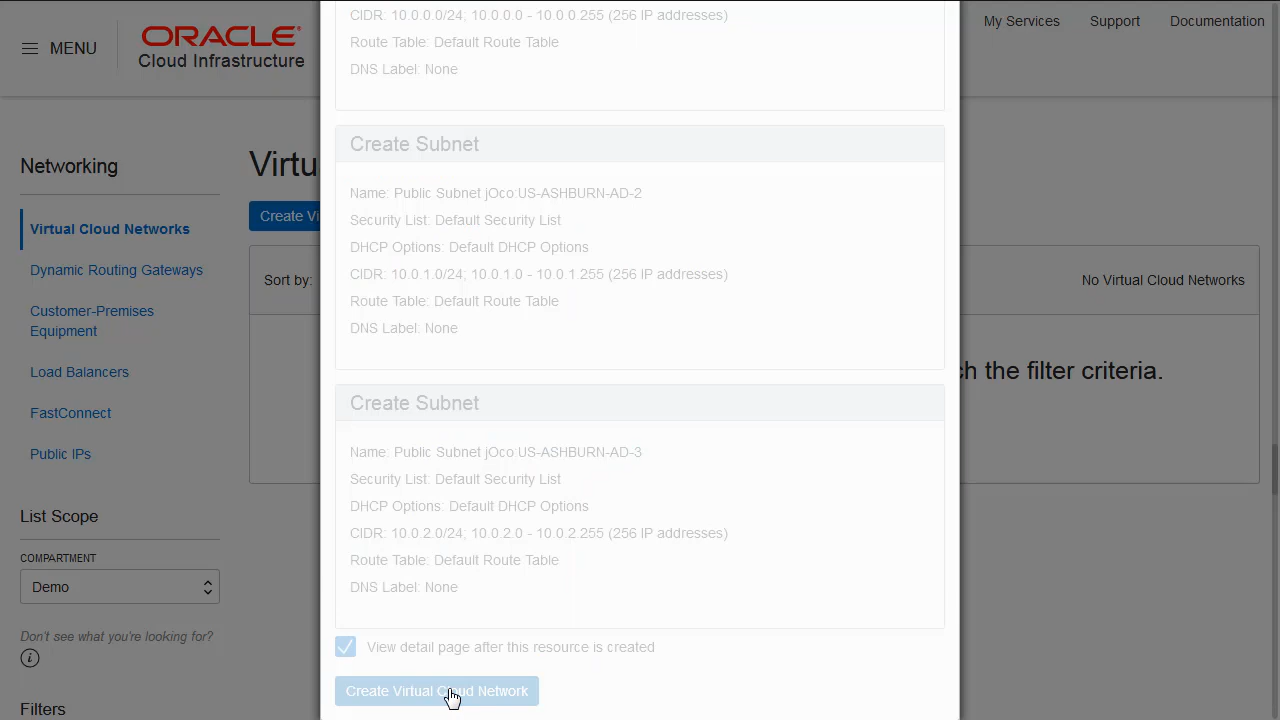 CIDR: 10.0.0.0/24; 10.0.0.0 - 10.0.0.255 (256 IP addresses)
My Services Support Documentation
MENU
ORACLE
Cloud Infrastructure
Route Table: Default Route Table
DNS Label: None
Networking
Virtual Cloud Networks
Dynamic Routing Gateways
Customer-Premises
Equipment
Load Balancers
FastConnect
Public IPs
List Scope
COMPARTMENT
Demo
Don't see what you're looking for?
Filters
Virtu
Create Vi
Sort by:
No Virtual Cloud Networks
ch the filter criteria.
Create Subnet
Name: Public Subnet jOco:US-ASHBURN-AD-2
Security List: Default Security List
DHCP Options: Default DHCP Options
CIDR: 10.0.1.0/24; 10.0.1.0 - 10.0.1.255 (256 IP addresses)
Route Table: Default Route Table
DNS Label: None
Create Subnet
Name: Public Subnet jOco:US-ASHBURN-AD-3
Security List: Default Security List
DHCP Options: Default DHCP Options
CIDR: 10.0.2.0/24; 10.0.2.0 - 10.0.2.255 (256 IP addresses)
Route Table: Default Route Table
DNS Label: None
View detail page after this resource is created
Create Virtual Cloud Network